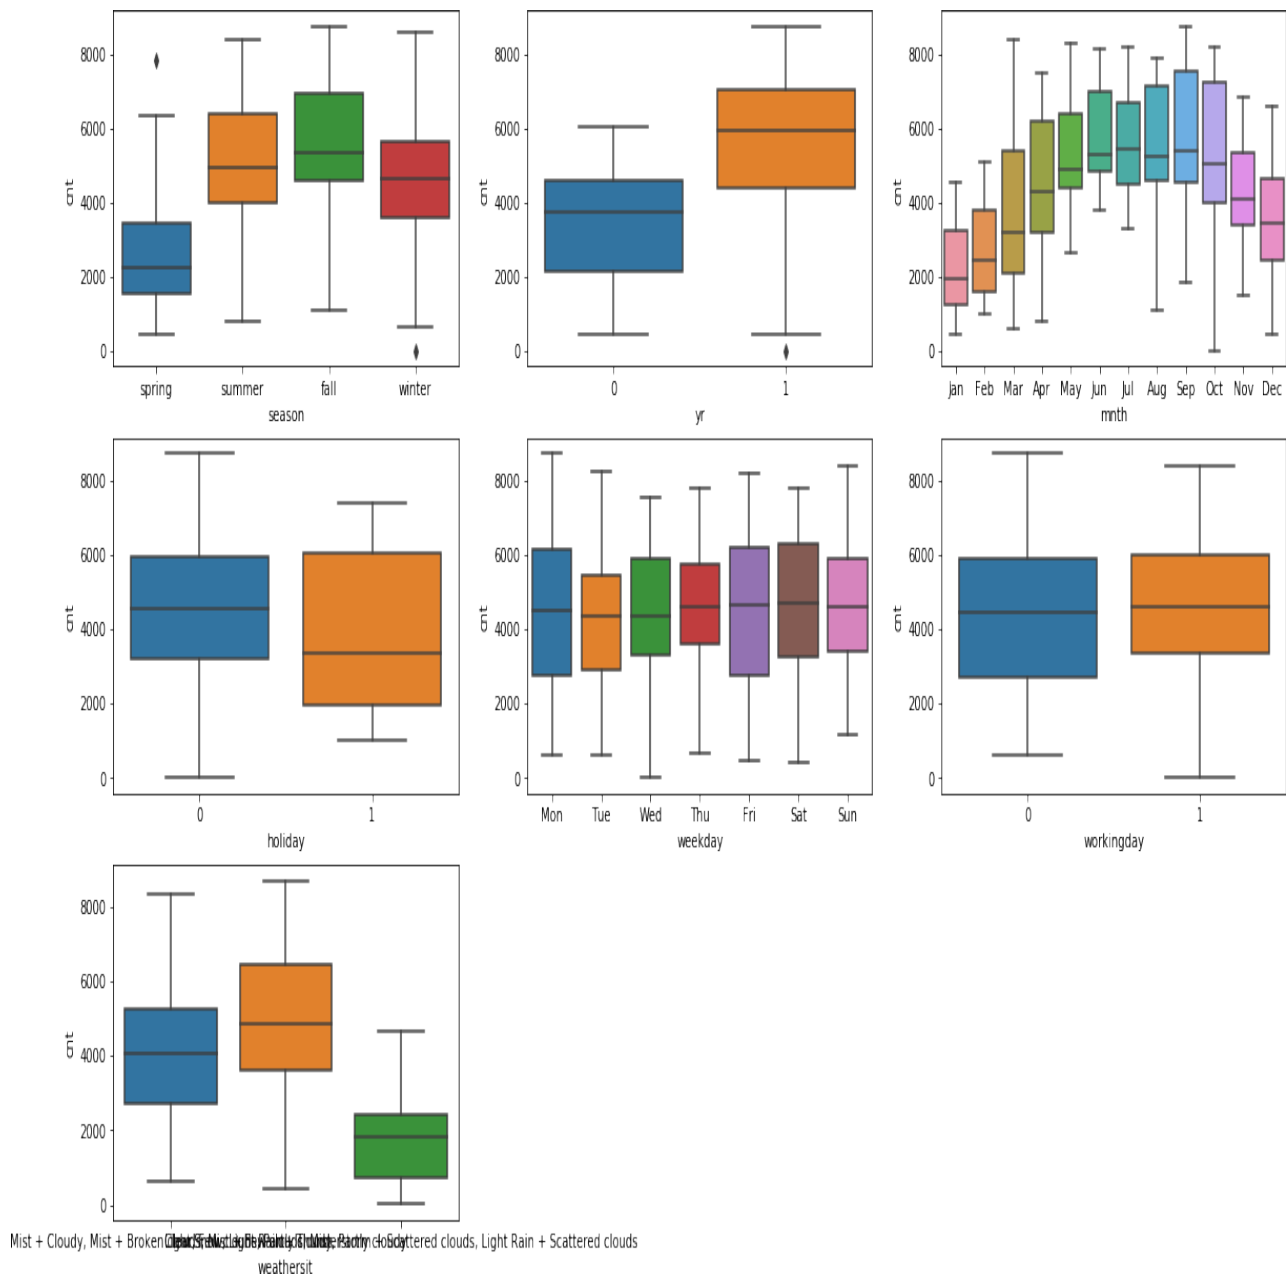 cnt
8000
6000
4000
2000
0
spring summer fall winter
season
cnt
8000
6000
4000
2000
0
0 1
yr
cnt
8000
6000
4000
2000
0
Jan Feb Mar Apr May Jun Jul Aug Sep Oct Nov Dec
mnth
cnt
8000
6000
4000
2000
0
0 1
holiday
cnt
8000
6000
4000
2000
0
Mon Tue Wed Thu Fri Sat Sun
weekday
cnt
8000
6000
4000
2000
0
0 1
workingday
cnt
8000
6000
4000
2000
0
Mist + Cloudy, Mist + Broken Scattered clouds, Light Rain + Scattered clouds
weathersit